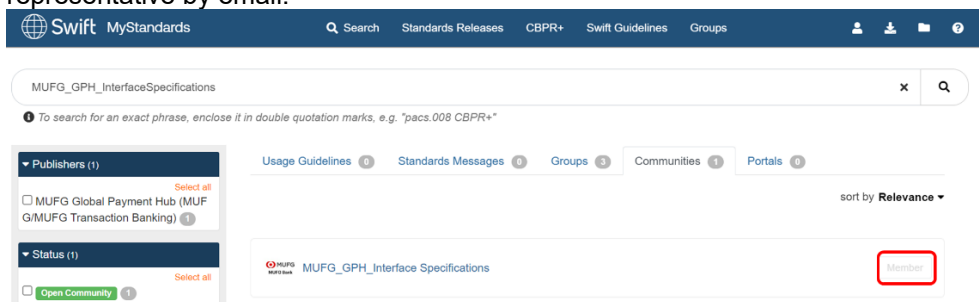 representative by email.
Swift MyStandards Search Standards Releases CBPR+ Swift Guidelines Groups
MUFG_GPH_InterfaceSpecifications
To search for an exact phrase, enclose it in double quotation marks, e.g. "pacs.008 CBPR+"
Publishers (1)
Select all
MUFG Global Payment Hub (MUF
G/MUFG Transaction Banking) 1
Usage Guidelines 0 Standards Messages 0 Groups 3 Communities 1 Portals 0
sort by Relevance
Status (1)
Select all
Open Community 1
MUFG
MUFG Bank
MUFG_GPH_Interface Specifications
Member